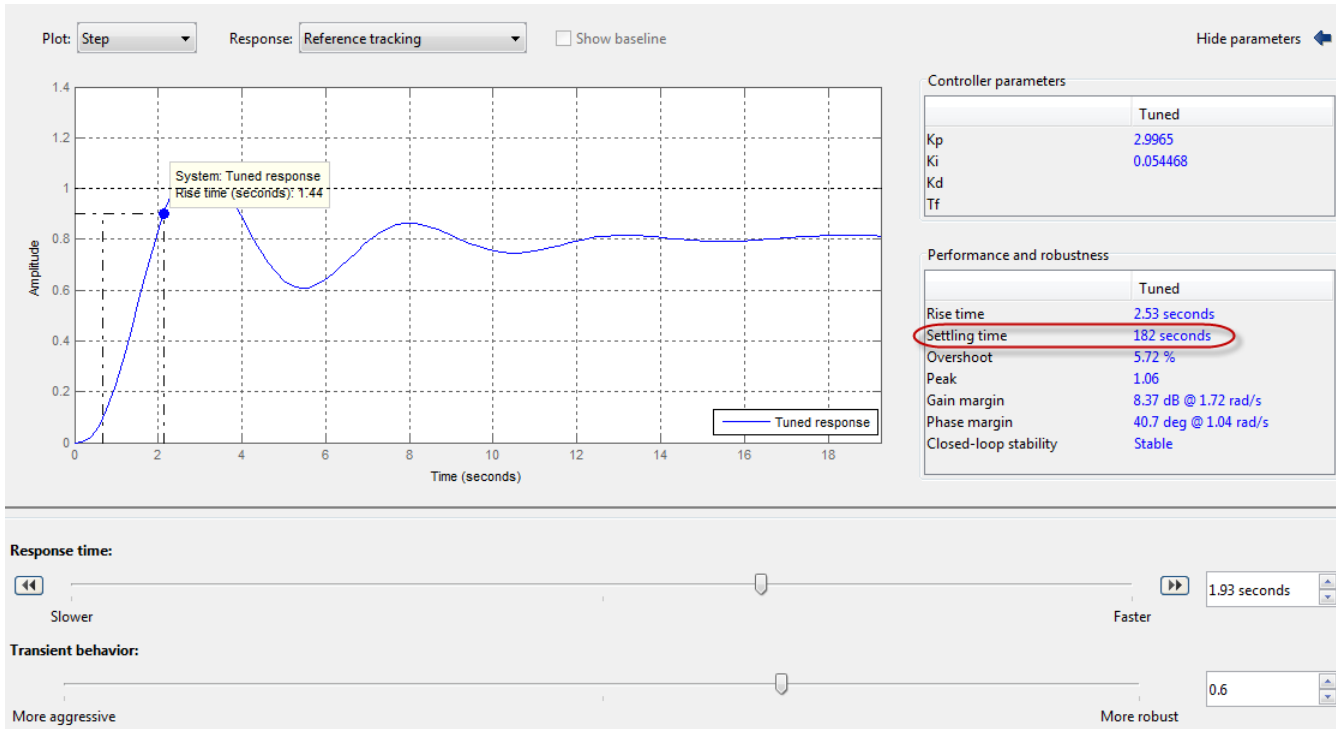 Plot: Step Response: Reference tracking Show baseline Hide parameters
1.4
1.2
1
0.8
0.6
0.4
0.2
0
Amplitude
System: Tuned response
Rise time (seconds): 1.44
Tuned response
0 2 4 6 8 10 12 14 16 18
Time (seconds)
Controller parameters
Tuned
Kp 2.9965
Ki 0.054468
Kd
Tf
Performance and robustness
Tuned
Rise time 2.53 seconds
Settling time 182 seconds
Overshoot 5.72 %
Peak 1.06
Gain margin 8.37 dB @ 1.72 rad/s
Phase margin 40.7 deg @ 1.04 rad/s
Closed-loop stability Stable
Response time:
1.93 seconds
Slower Faster
Transient behavior:
0.6
More aggressive More robust